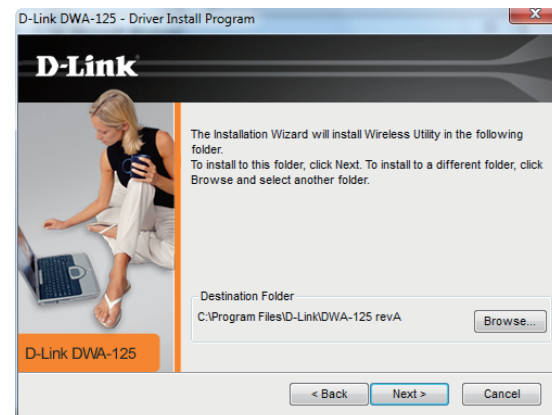 D-Link DWA-125 - Driver Install Program
D-Link
The Installation Wizard will install Wireless Utility in the following
folder.
To install to this folder, click Next. To install to a different folder, click
Browse and select another folder.
Destination Folder
C:\Program Files\D-Link\DWA-125 revA
Browse...
D-Link DWA-125
< Back
Next >
Cancel